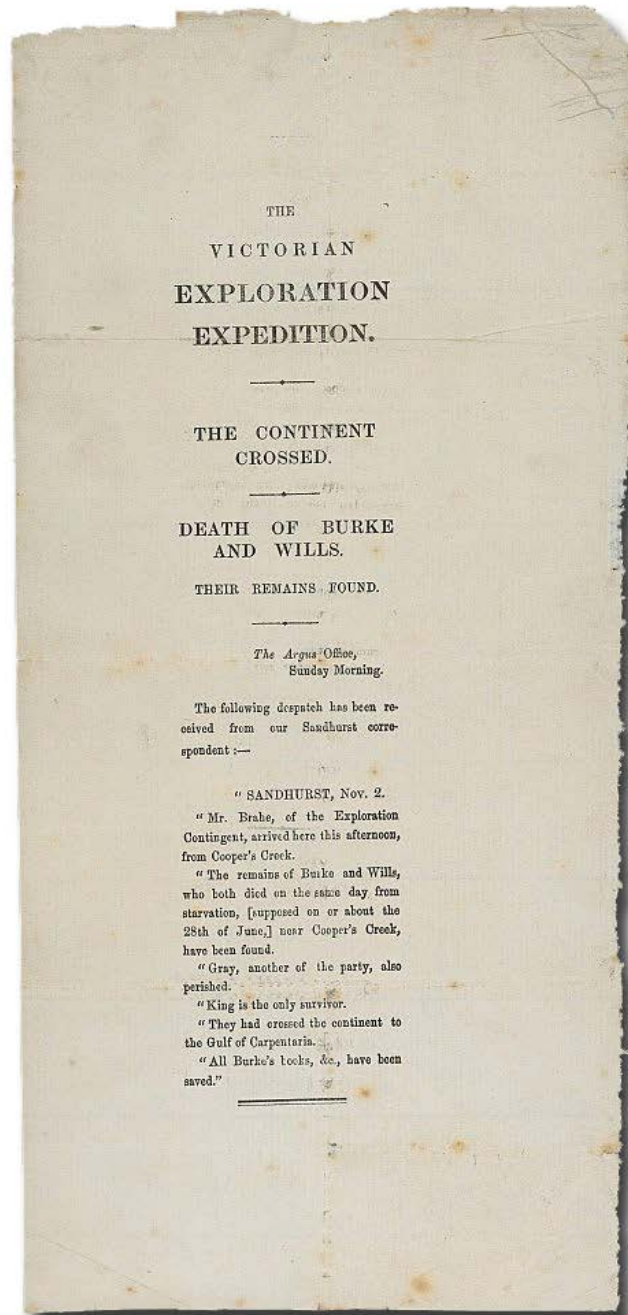 THE
VICTORIAN
EXPLORATION
EXPEDITION.
THE CONTINENT
CROSSED.
DEATH OF BURKE
AND WILLS.
THEIR REMAINS FOUND.
The Argus Office,
Sunday Morning.
The following despatch has been re-
ceived from our Sandhurst corre-
spondent :—
" SANDHURST, Nov. 2.
" Mr. Brahe, of the Exploration
Contingent, arrived here this afternoon,
from Cooper's Creek.
" The remains of Burke and Wills,
who both died on the same day from
starvation, [supposed on or about the
28th of June,] near Cooper's Creek,
have been found.
" Gray, another of the party, also
perished.
" King is the only survivor.
" They had crossed the continent to
the Gulf of Carpentaria.
" All Burke's books, &c., have been
saved."